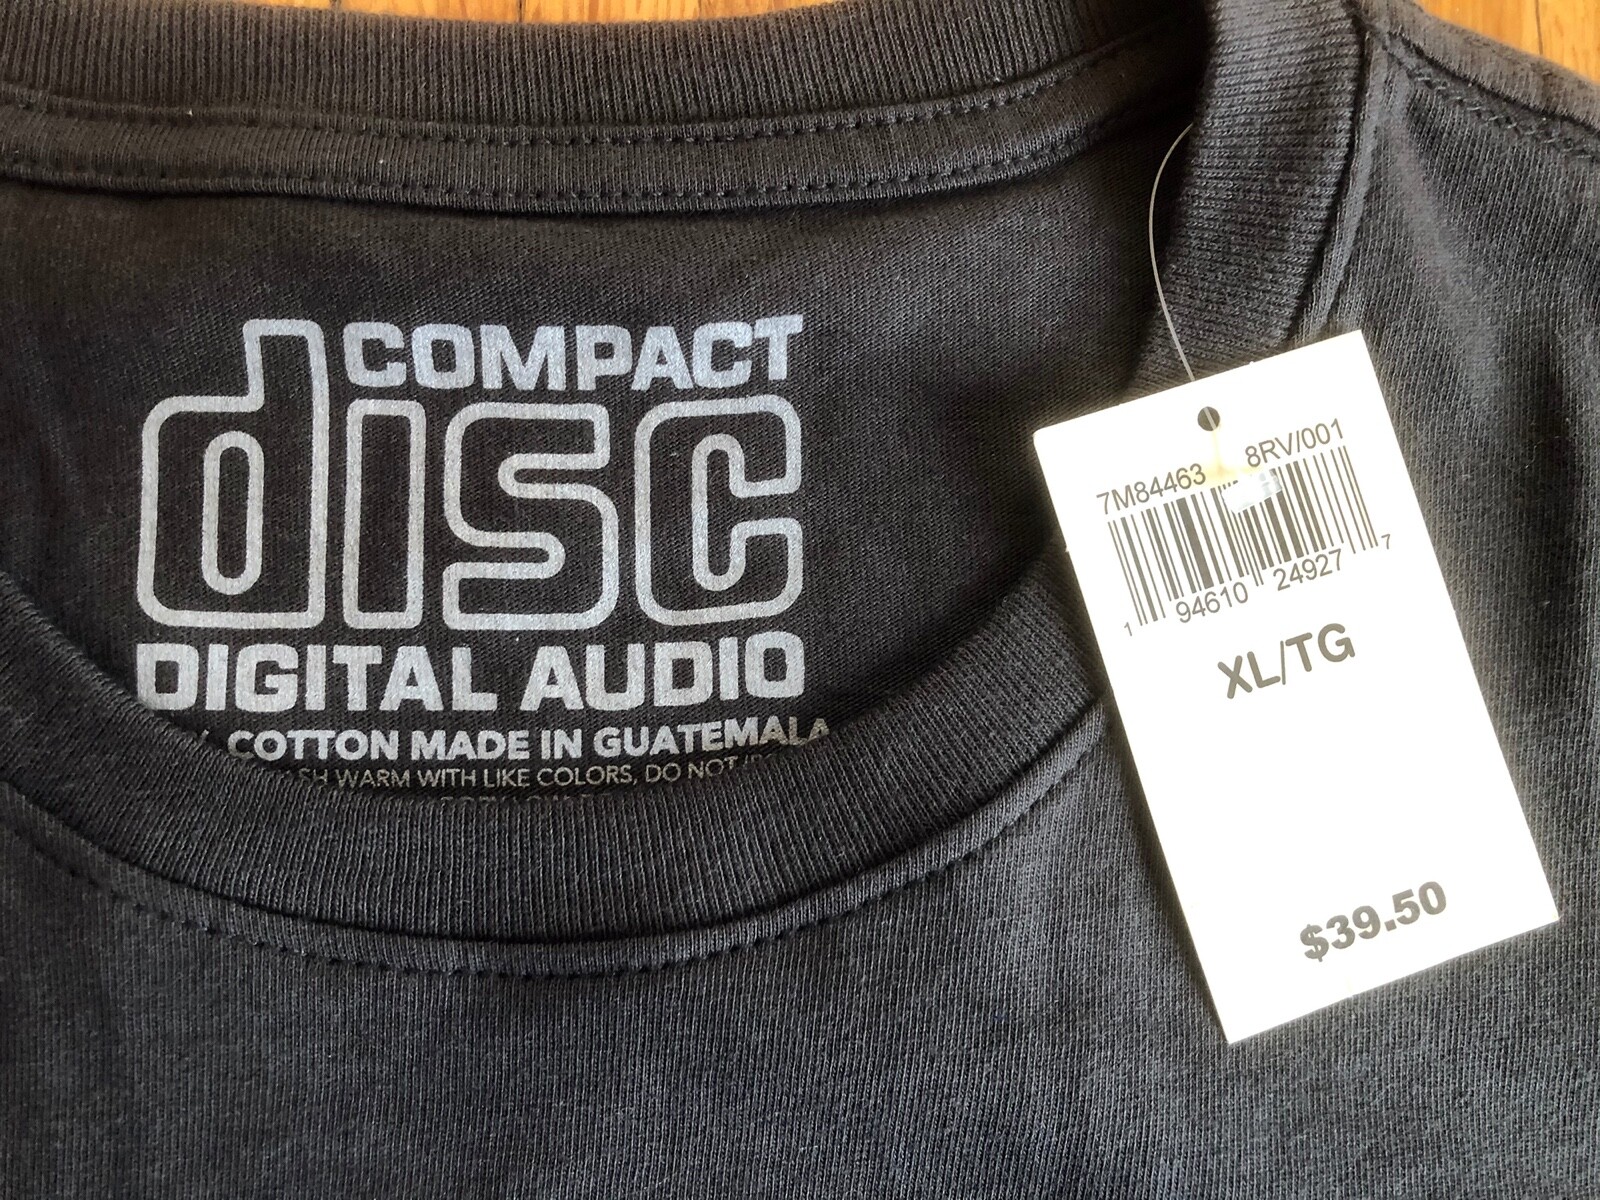 COMPACT
disc
DIGITAL AUDIO
COTTON MADE IN GUATEMALA
WARM WITH LIKE COLORS, DO NOT
7M84463 8RV/001
1 94610 24927 7
XL/TG
$39.50